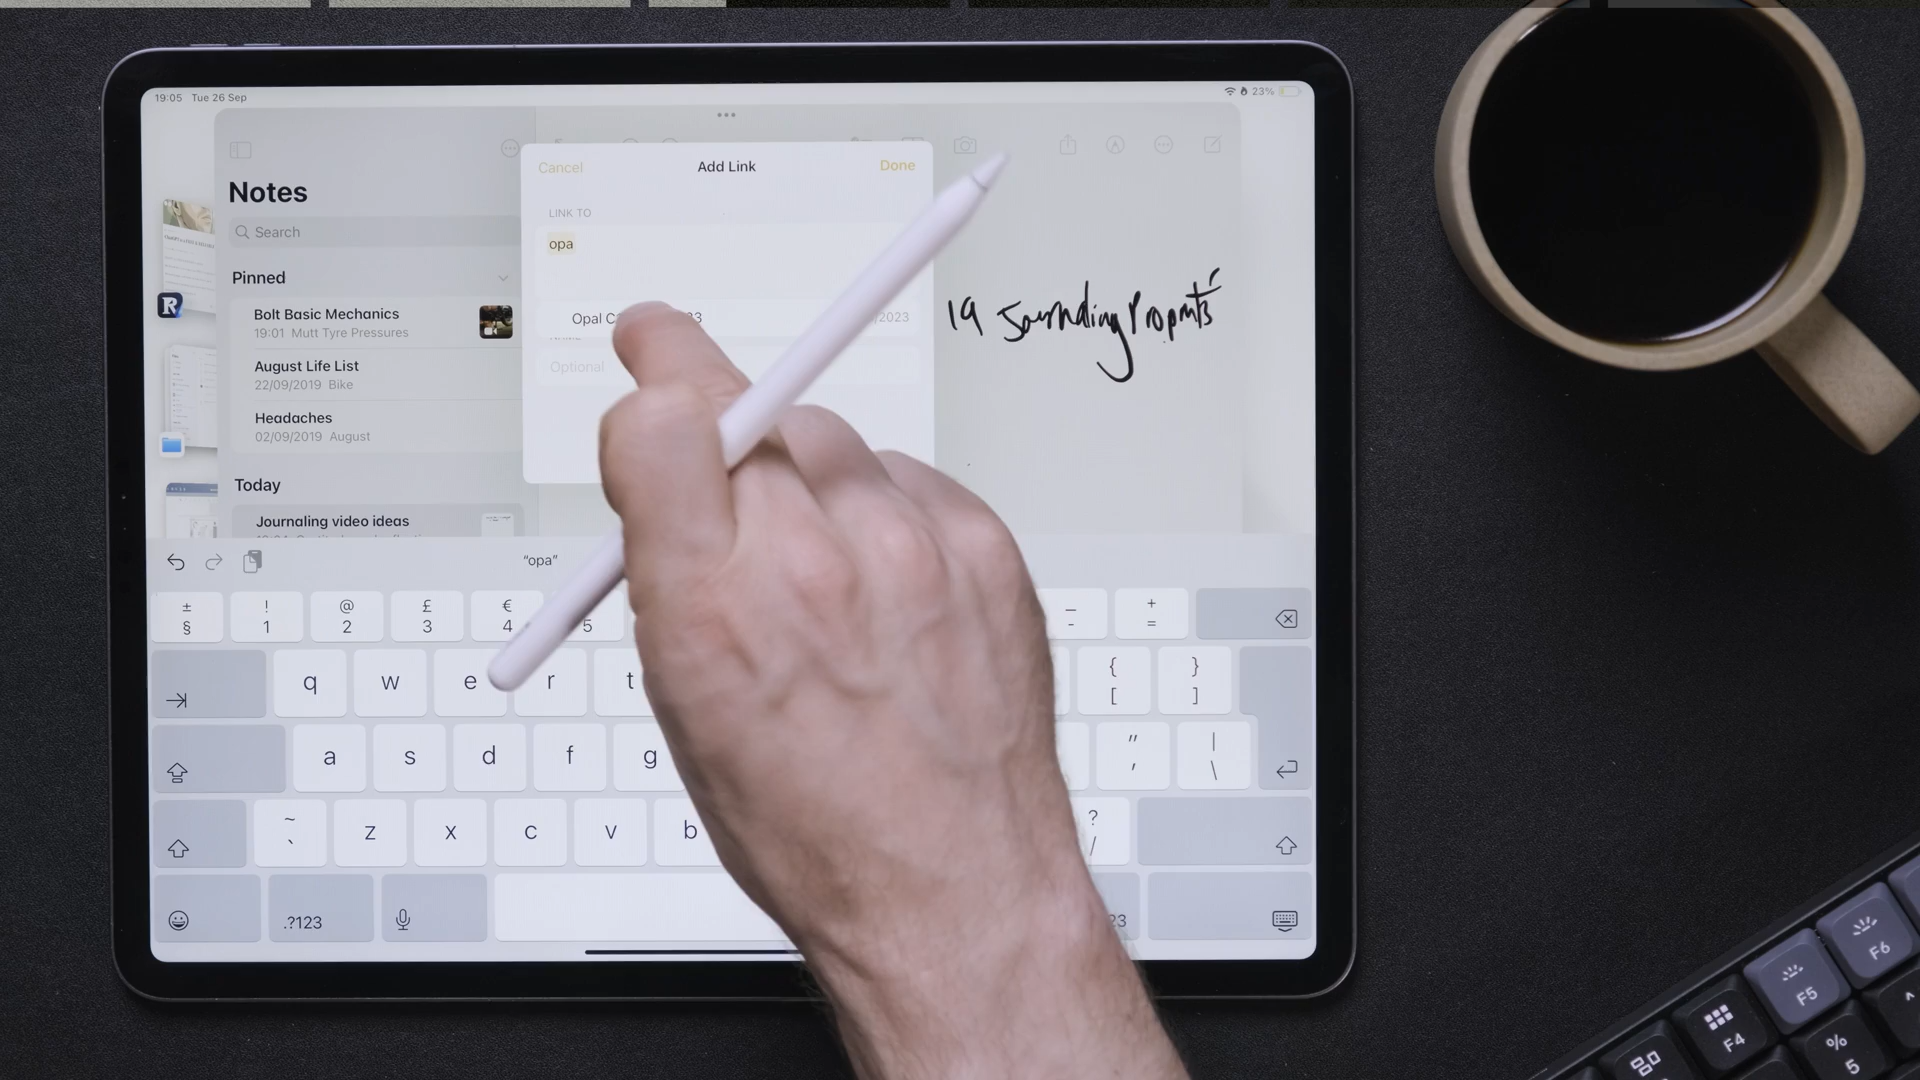 19:05 Tue 26 Sep
23%
Notes
Search
Pinned
Bolt Basic Mechanics
19:01 Mutt Tyre Pressures
August Life List
22/09/2019 Bike
Headaches
02/09/2019 August
Today
Journaling video ideas
Cancel Add Link Done
LINK TO
opa
Opal
/2023
Optional
19 Journaling
“opa”
± ! @ £ € _ +
§ 1 2 3 4 5 - =
q w e r t { [ } ]
a s d f g " ' | \
~ ` z x c v b ? /
.?123
F6
F5
F4
^
%
5